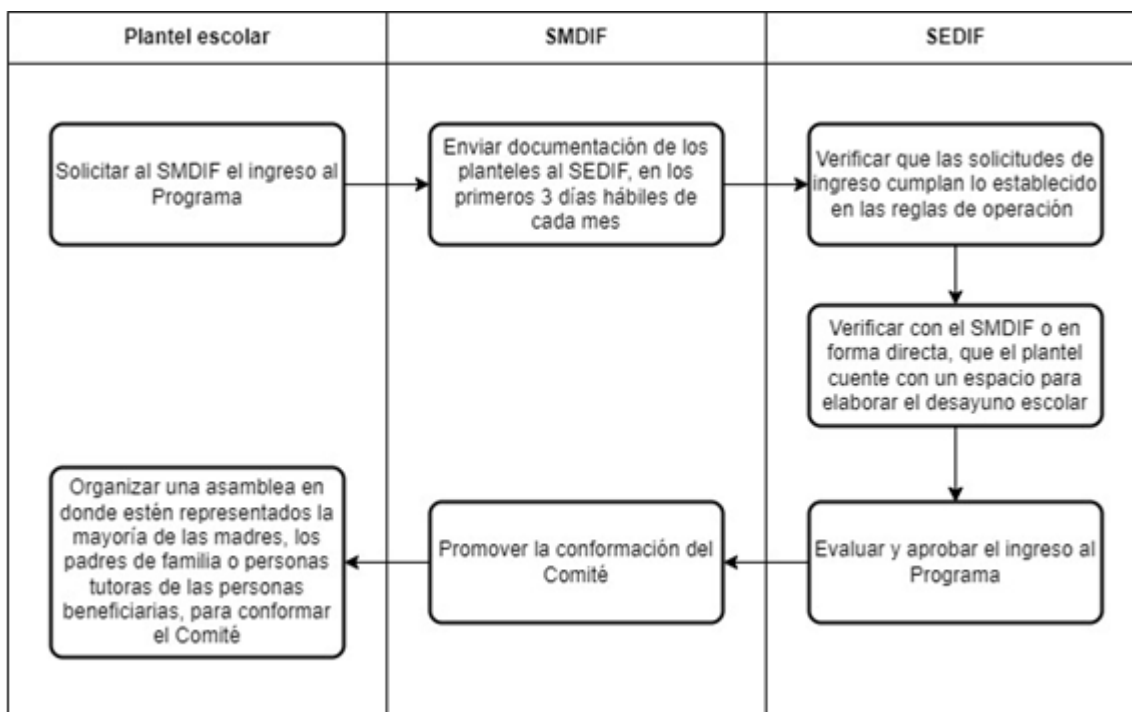 Plantel escolar
SMDIF
SEDIF
Solicitar al SMDIF el ingreso al
Programa
Enviar documentación de los
planteles al SEDIF, en los
primeros 3 días hábiles de
cada mes
Verificar que las solicitudes de
ingreso cumplan lo establecido
en las reglas de operación
Verificar con el SMDIF o en
forma directa, que el plantel
cuente con un espacio para
elaborar el desayuno escolar
Evaluar y aprobar el ingreso al
Programa
Promover la conformación del
Comité
Organizar una asamblea en
donde estén representados la
mayoría de las madres, los
padres de familia o personas
tutoras de las personas
beneficiarias, para conformar
el Comité